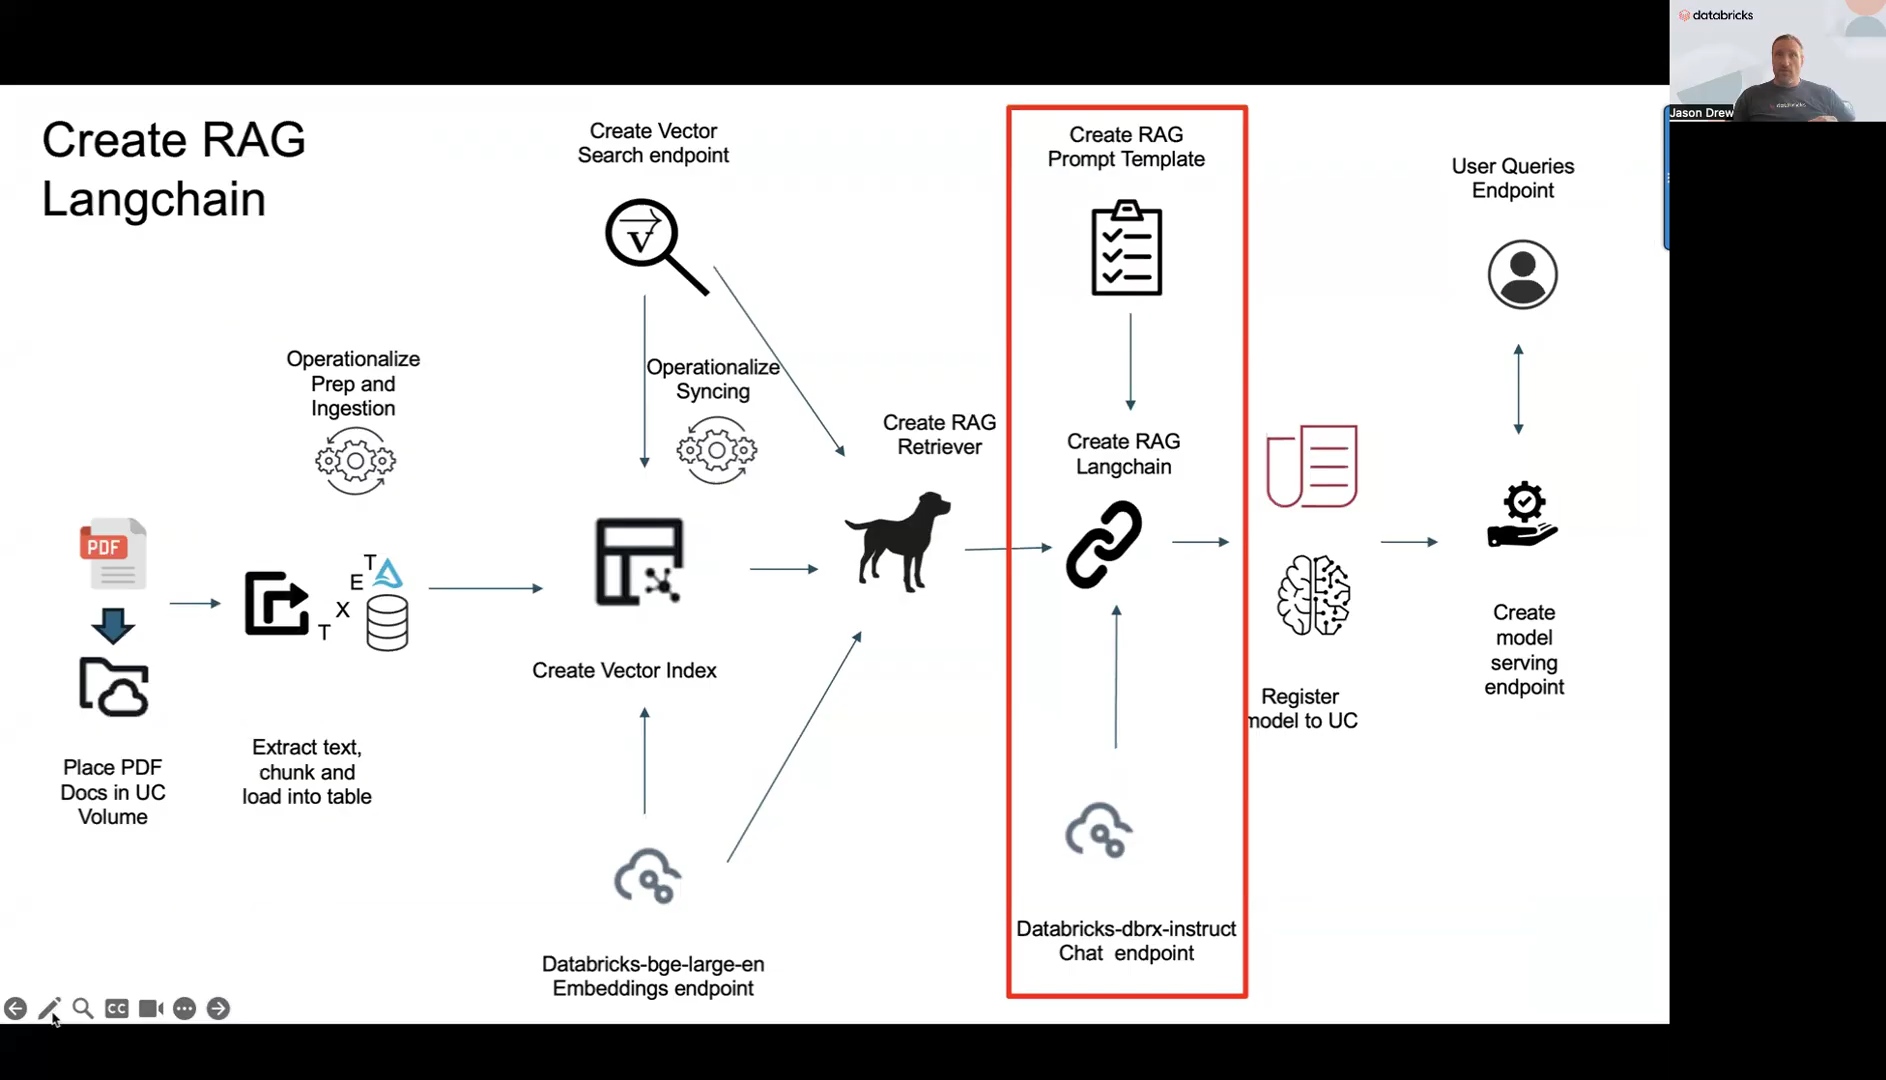 databricks
Jason Drew
Create RAG
Langchain
Create Vector
Search endpoint
Create RAG
Prompt Template
User Queries
Endpoint
V
Operationalize
Prep and
Ingestion
Operationalize
Syncing
Create RAG
Retriever
Create RAG
Langchain
PDF
T
E
X
T
Create
model
serving
endpoint
Create Vector Index
Register
model to UC
Extract text,
chunk and
load into table
Place PDF
Docs in UC
Volume
Databricks-dbrx-instruct
Chat endpoint
Databricks-bge-large-en
Embeddings endpoint
CC